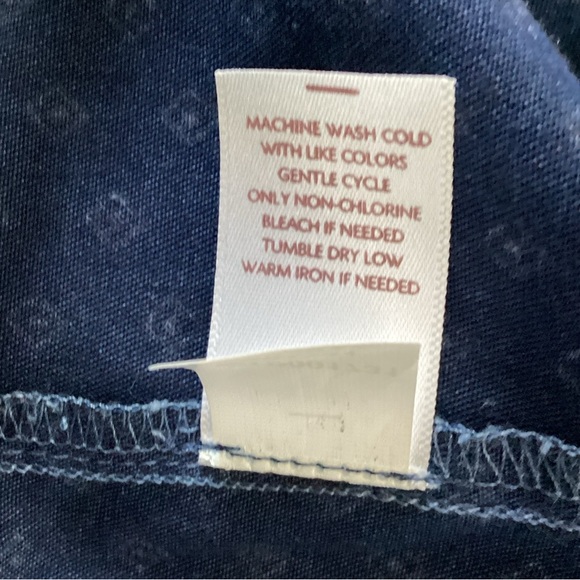 MACHINE WASH COLD
WITH LIKE COLORS
GENTLE CYCLE
ONLY NON-CHLORINE
BLEACH IF NEEDED
TUMBLE DRY LOW
WARM IRON IF NEEDED